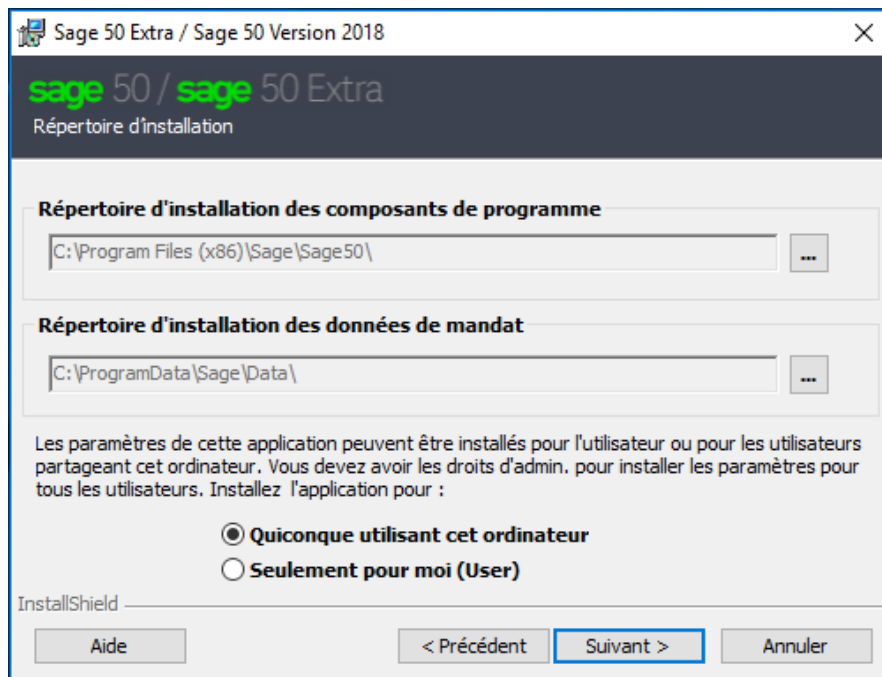 Sage 50 Extra / Sage 50 Version 2018
sage 50 / sage 50 Extra
Répertoire d'installation
Répertoire d'installation des composants de programme
C:\Program Files (x86)\Sage\Sage50\
...
Répertoire d'installation des données de mandat
C:\ProgramData\Sage\Data\
...
Les paramètres de cette application peuvent être installés pour l'utilisateur ou pour les utilisateurs
partageant cet ordinateur. Vous devez avoir les droits d'admin. pour installer les paramètres pour
tous les utilisateurs. Installez l'application pour :
Quiconque utilisant cet ordinateur
Seulement pour moi (User)
InstallShield
Aide
< Précédent
Suivant >
Annuler